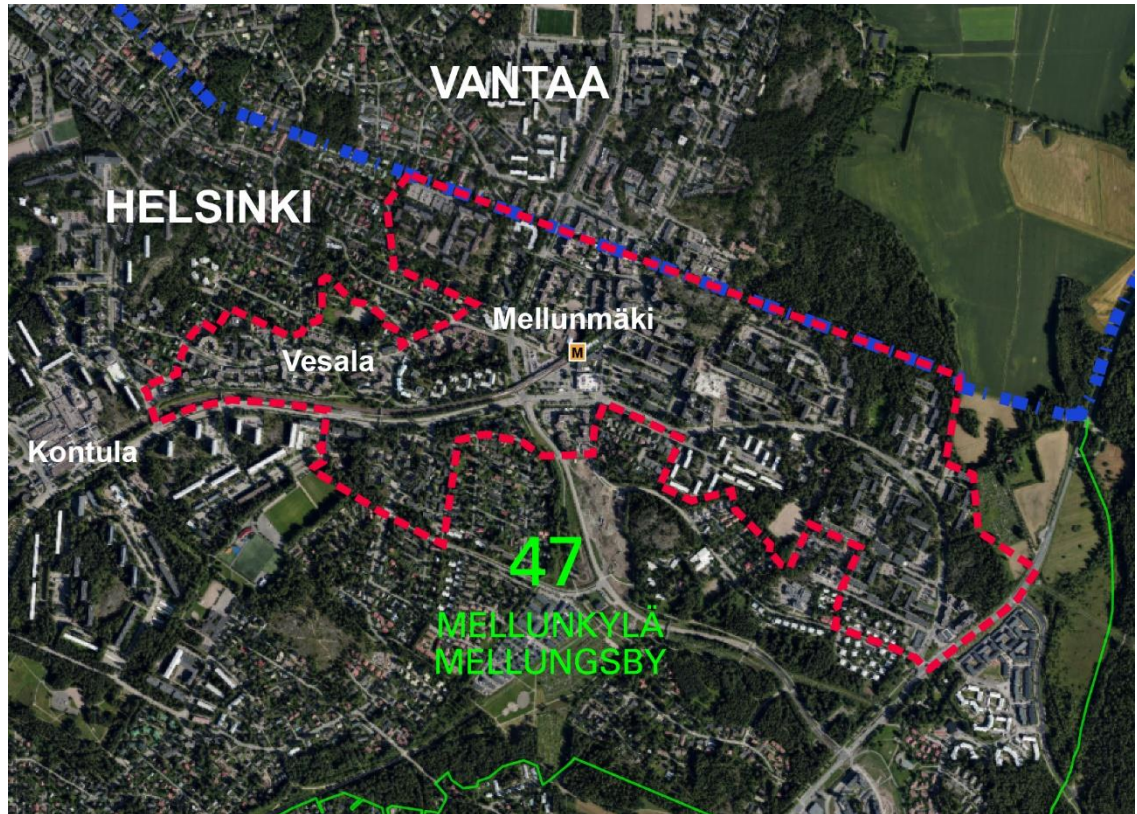 VANTAA
HELSINKI
Mellunmäki
M
Vesala
Kontula
47
MELLUNKYLÄ
MELLUNGSBY